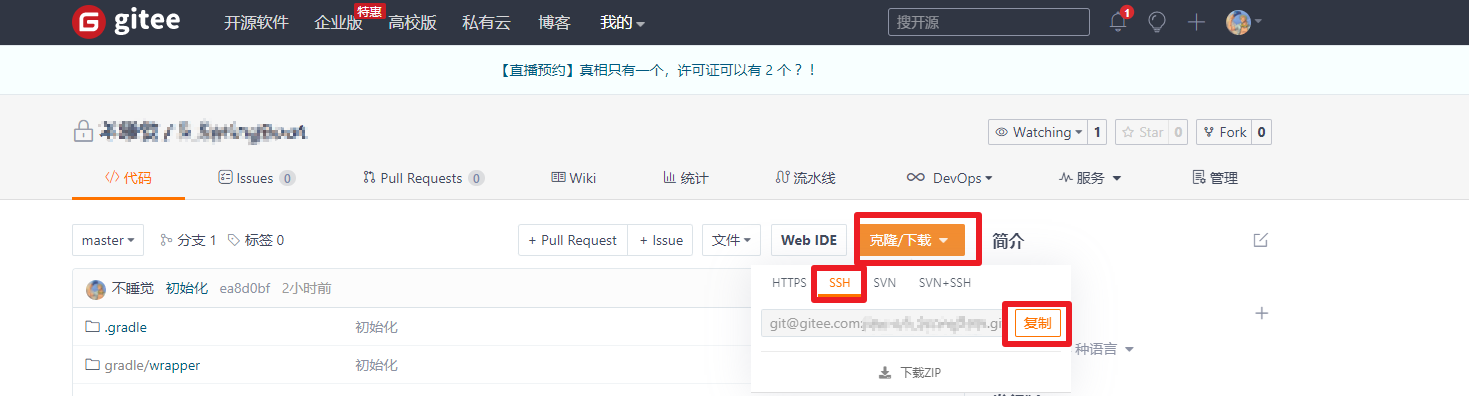 gitee 开源软件 企业版 特惠 高校版 私有云 博客 我的 搜开源 1
【直播预约】真相只有一个，许可证可以有 2 个？！
Watching 1 Star 0 Fork 0
代码 Issues 0 Pull Requests 0 Wiki 统计 流水线 DevOps 服务 管理
master 分支 1 标签 0 + Pull Request + Issue 文件 Web IDE 克隆/下载 简介
HTTPS SSH SVN SVN+SSH
不睡觉 初始化 ea8d0bf 2小时前
git@gitee.com: .gi 复制
.gradle 初始化
种语言
gradle/wrapper 初始化
下载ZIP